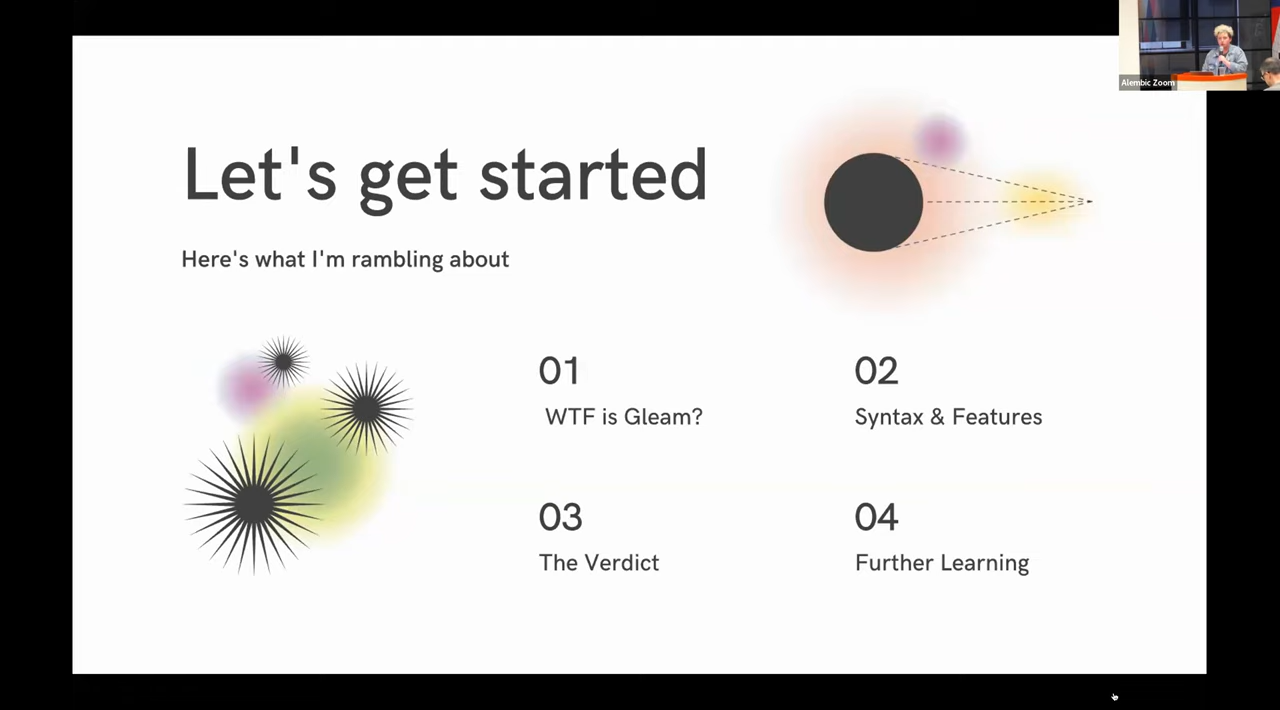 Alembic Zoom
Let's get started
Here's what I'm rambling about
01
WTF is Gleam?
02
Syntax & Features
03
The Verdict
04
Further Learning